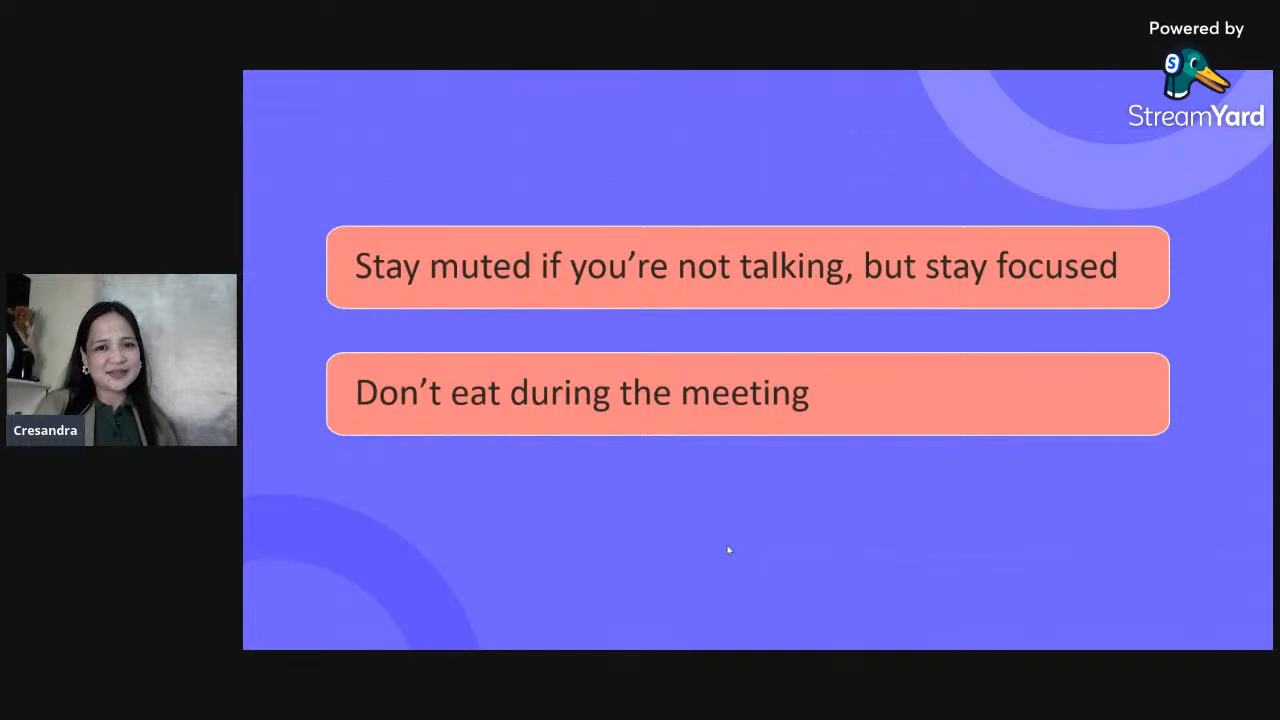 Powered by
StreamYard
Stay muted if you’re not talking, but stay focused
Don’t eat during the meeting
Cresandra